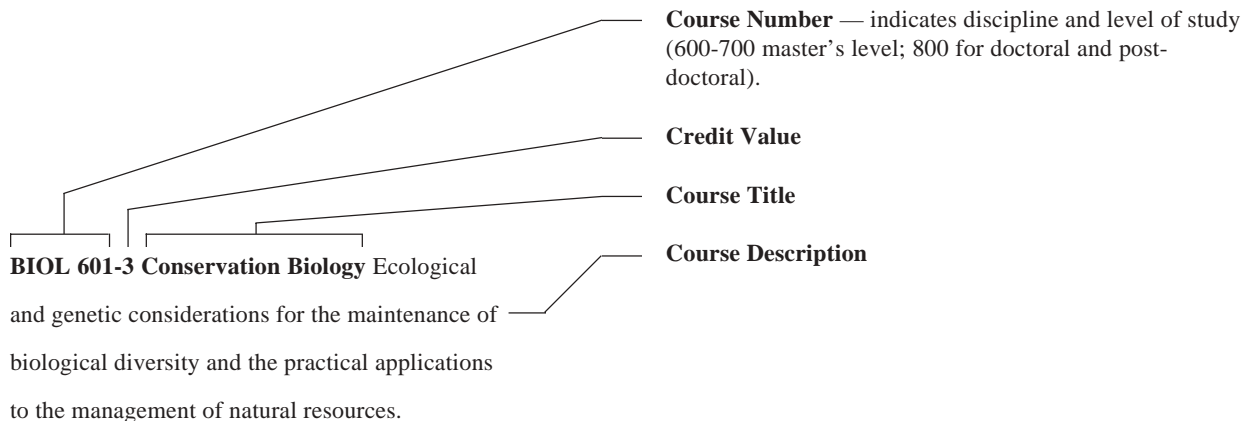 Course Number — indicates discipline and level of study
(600-700 master’s level; 800 for doctoral and post-
doctoral).
Credit Value
Course Title
Course Description
BIOL 601-3 Conservation Biology Ecological
and genetic considerations for the maintenance of
biological diversity and the practical applications
to the management of natural resources.